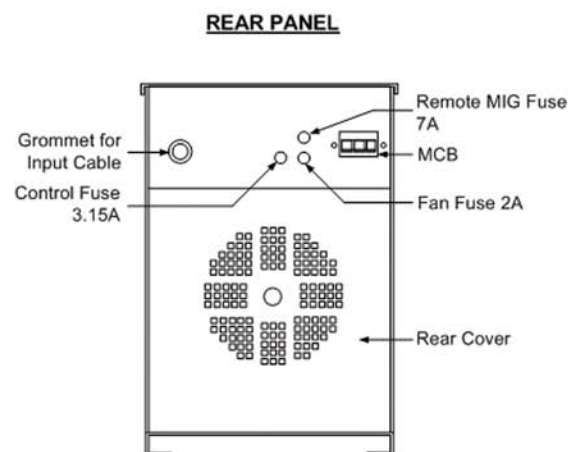 REAR PANEL
Remote MIG Fuse
7A
Grommet for
Input Cable
MCB
Control Fuse
3.15A
Fan Fuse 2A
Rear Cover